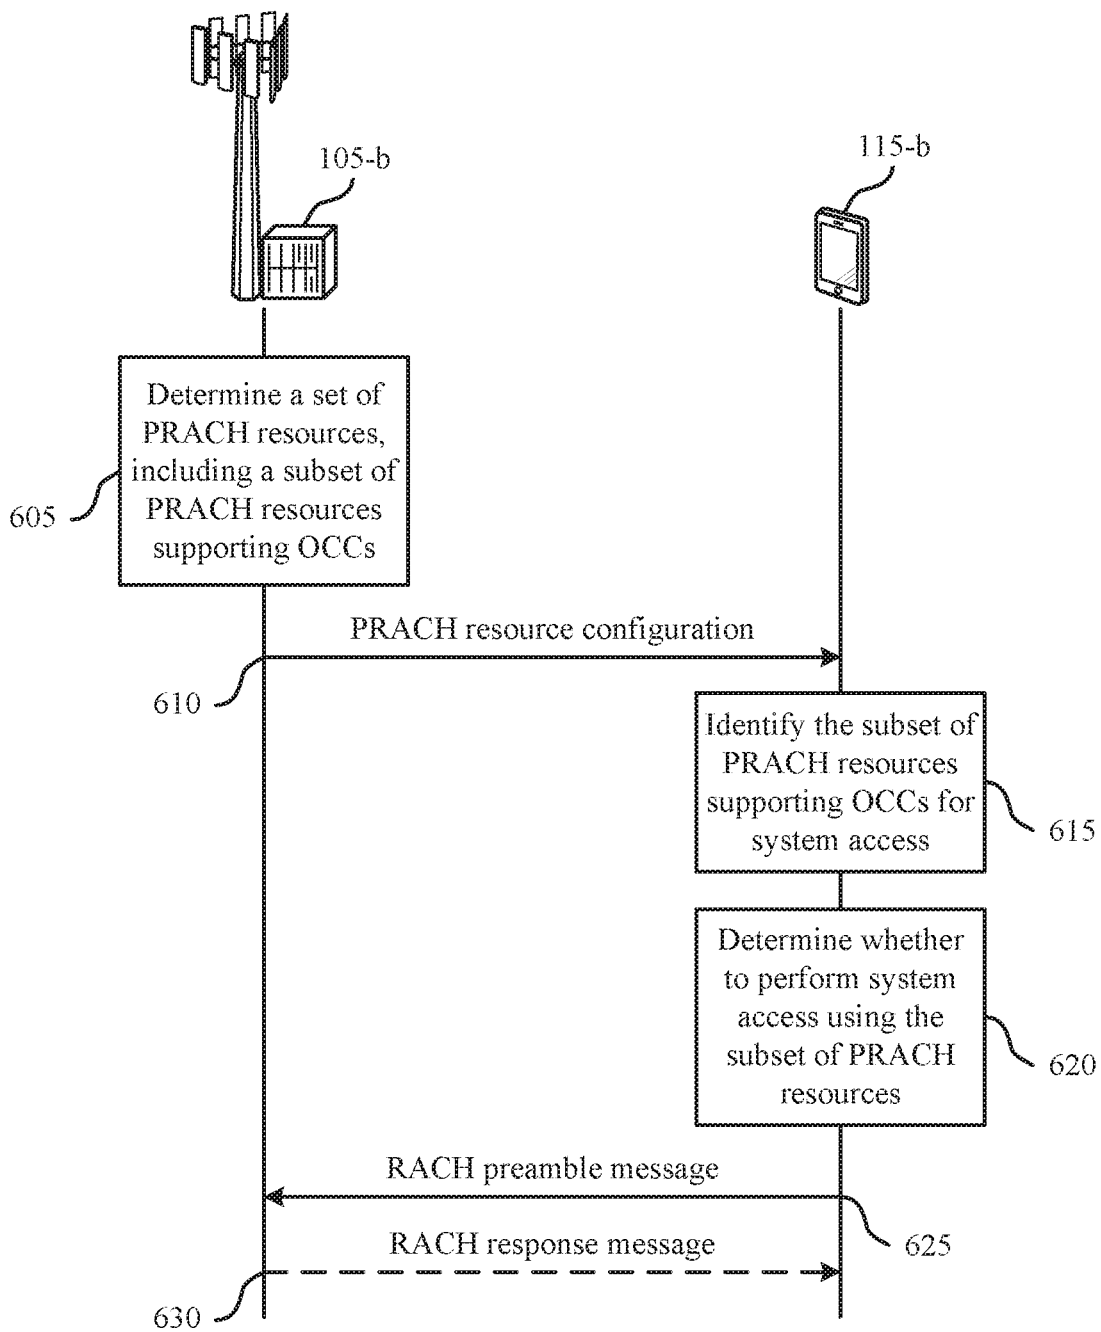 105-b
115-b
Determine a set of
PRACH resources,
including a subset of
PRACH resources
supporting OCCs
605
PRACH resource configuration
610
Identify the subset of
PRACH resources
supporting OCCs for
system access
615
Determine whether
to perform system
access using the
subset of PRACH
resources
620
RACH preamble message
625
RACH response message
630